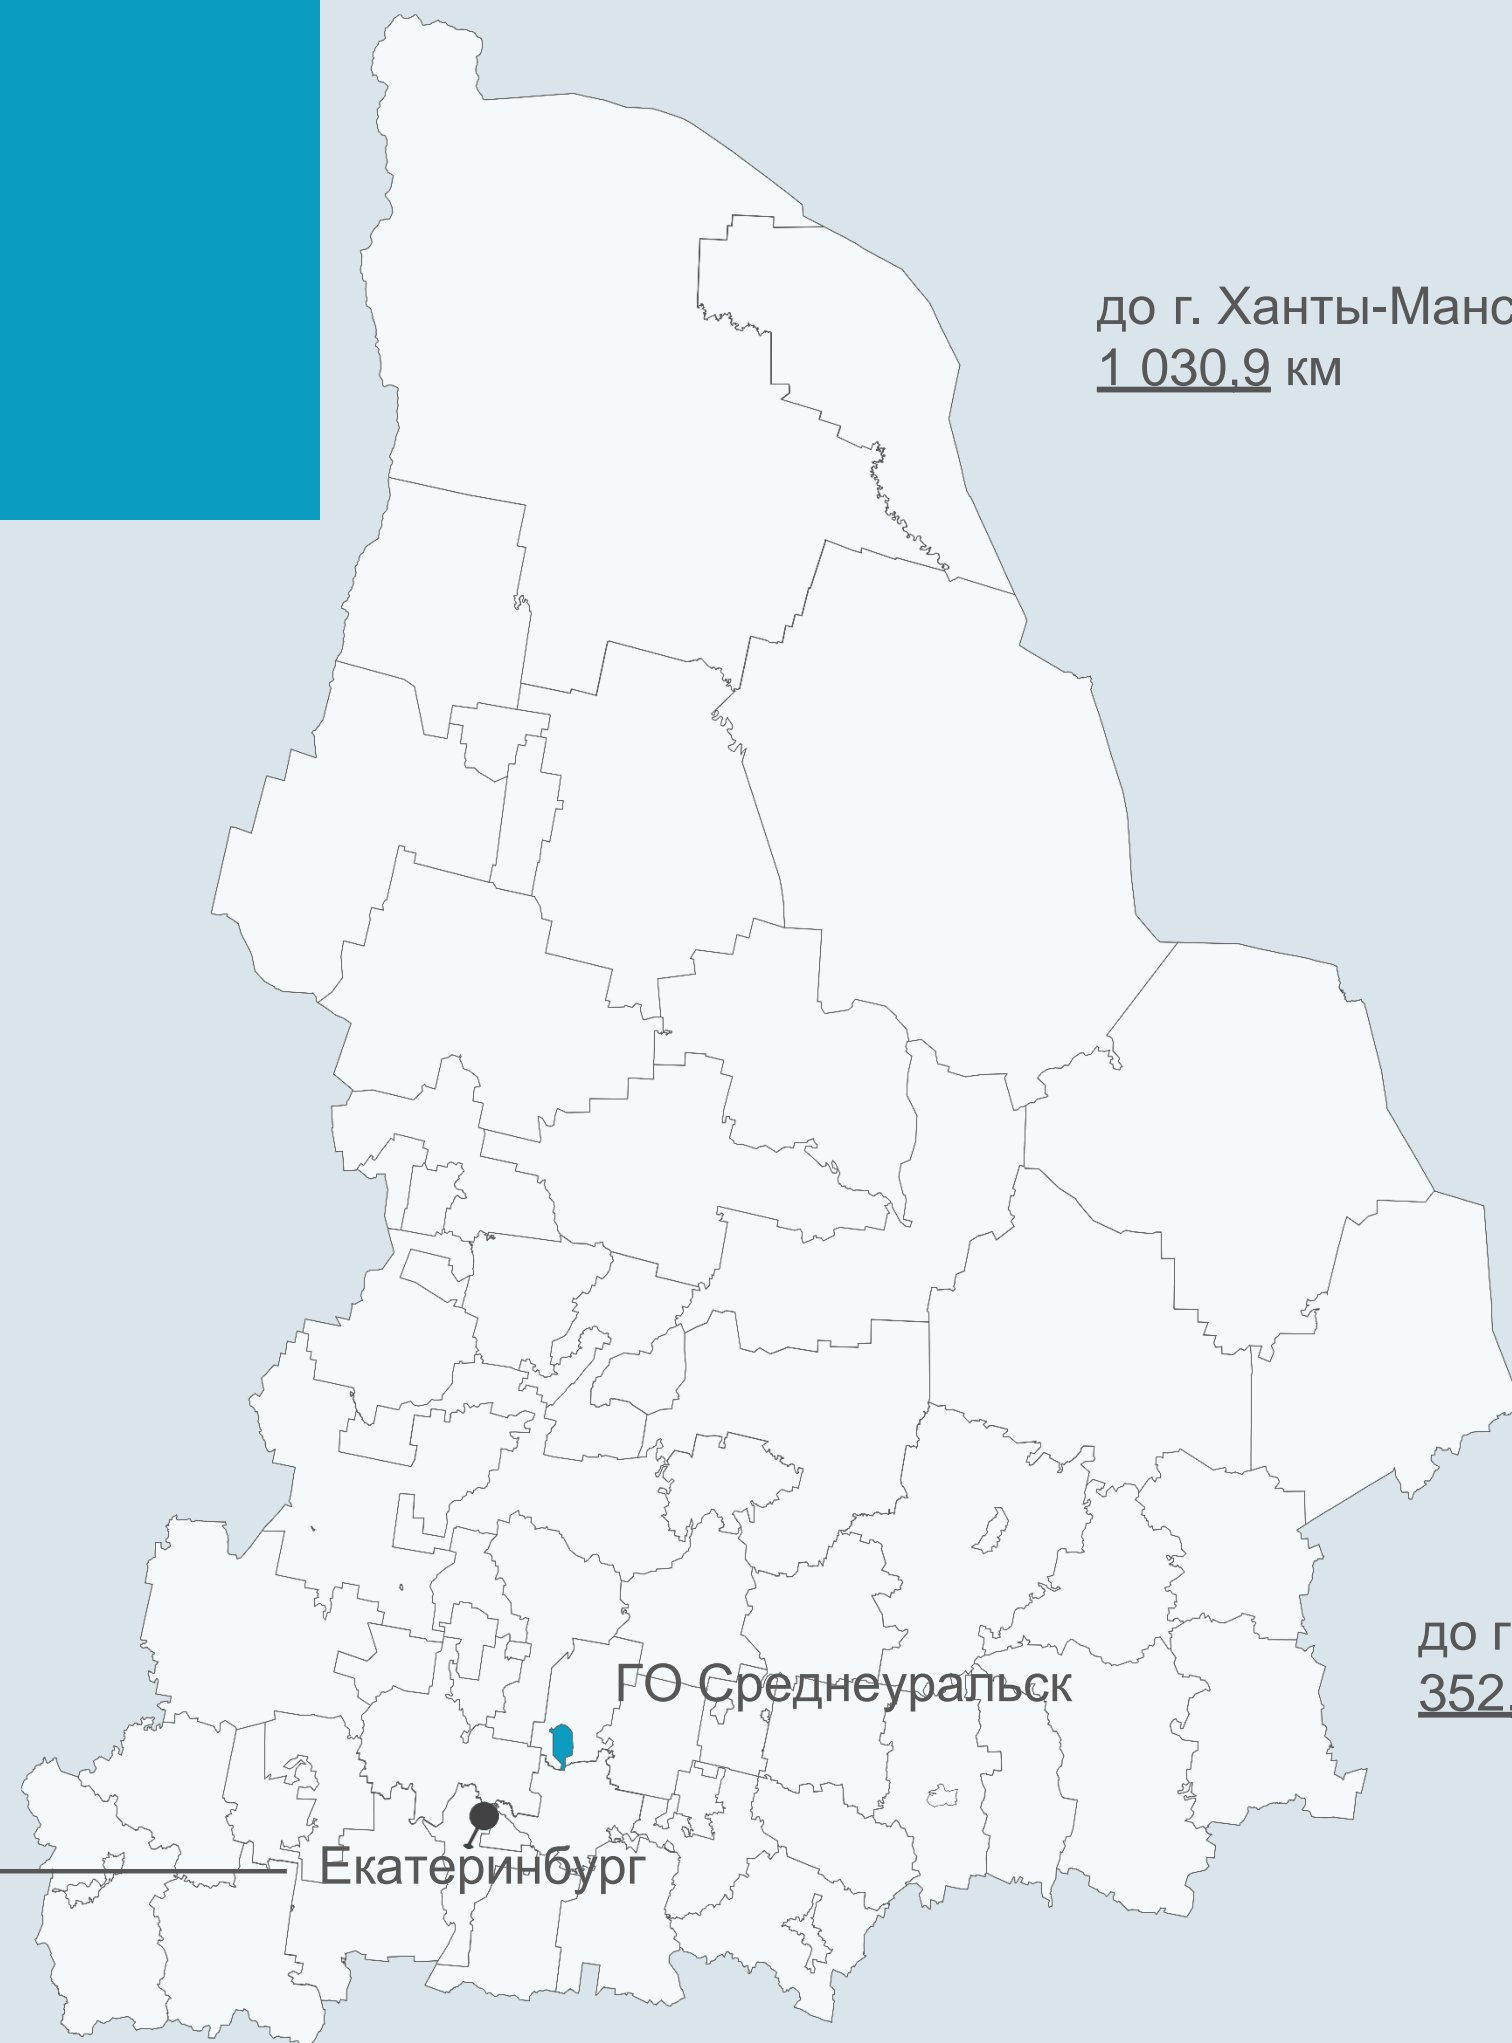 до г. Ханты-Манс
1 030,9 км
до г
352.
ГО Среднеуральск
Екатеринбург